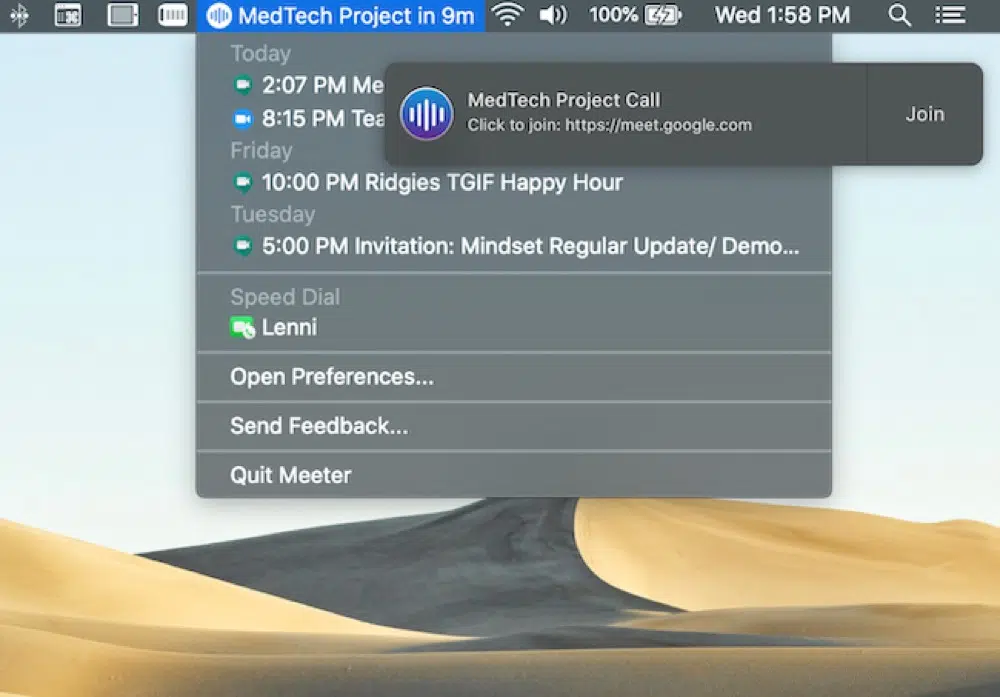 MedTech Project in 9m 100% Wed 1:58 PM
Today
2:07 PM Me
8:15 PM Tea
MedTech Project Call
Click to join: https://meet.google.com
Join
Friday
10:00 PM Ridgies TGIF Happy Hour
Tuesday
5:00 PM Invitation: Mindset Regular Update/ Demo...
Speed Dial
Lenni
Open Preferences...
Send Feedback...
Quit Meeter